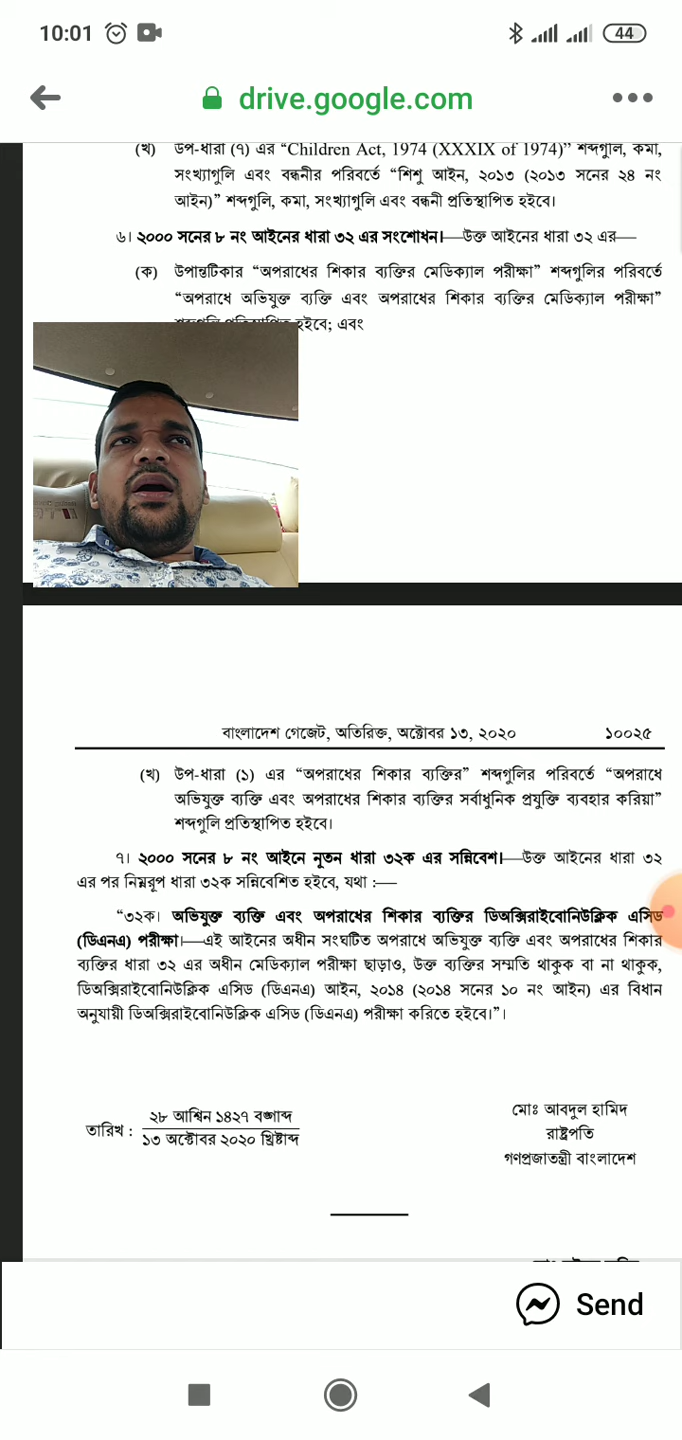 10:01
44
drive.google.com
(খ) উপ-ধারা (৭) এর “Children Act, 1974 (XXXIX of 1974)” শব্দগুলি, কমা,
সংখ্যাগুলি এবং বন্ধনীর পরিবর্তে “শিশু আইন, ২০১৩ (২০১৩ সনের ২৪ নং
আইন)” শব্দগুলি, কমা, সংখ্যাগুলি এবং বন্ধনী প্রতিস্থাপিত হইবে।
৬। ২০০০ সনের ৮ নং আইনের ধারা ৩২ এর সংশোধন।—উক্ত আইনের ধারা ৩২ এর—
(ক) উপান্তটিকার “অপরাধের শিকার ব্যক্তির মেডিক্যাল পরীক্ষা” শব্দগুলির পরিবর্তে
“অপরাধে অভিযুক্ত ব্যক্তি এবং অপরাধের শিকার ব্যক্তির মেডিক্যাল পরীক্ষা”
হইবে; এবং
বাংলাদেশ গেজেট, অতিরিক্ত, অক্টোবর ১৩, ২০২০ ১০০২৫
(খ) উপ-ধারা (১) এর “অপরাধের শিকার ব্যক্তির” শব্দগুলির পরিবর্তে “অপরাধে
অভিযুক্ত ব্যক্তি এবং অপরাধের শিকার ব্যক্তির সর্বাধুনিক প্রযুক্তি ব্যবহার করিয়া”
শব্দগুলি প্রতিস্থাপিত হইবে।
৭। ২০০০ সনের ৮ নং আইনে নূতন ধারা ৩২ক এর সন্নিবেশ।—উক্ত আইনের ধারা ৩২
এর পর নিম্নরূপ ধারা ৩২ক সন্নিবেশিত হইবে, যথা :—
“৩২ক। অভিযুক্ত ব্যক্তি এবং অপরাধের শিকার ব্যক্তির ডিঅক্সিরাইবোনিউক্লিক এসিড
(ডিএনএ) পরীক্ষা।—এই আইনের অধীন সংঘটিত অপরাধে অভিযুক্ত ব্যক্তি এবং অপরাধের শিকার
ব্যক্তির ধারা ৩২ এর অধীন মেডিক্যাল পরীক্ষা ছাড়াও, উক্ত ব্যক্তির সম্মতি থাকুক বা না থাকুক,
ডিঅক্সিরাইবোনিউক্লিক এসিড (ডিএনএ) আইন, ২০১৪ (২০১৪ সনের ১০ নং আইন) এর বিধান
অনুযায়ী ডিঅক্সিরাইবোনিউক্লিক এসিড (ডিএনএ) পরীক্ষা করিতে হইবে।”।
তারিখ : ২৮ আশ্বিন ১৪২৭ বঙ্গাব্দ
১৩ অক্টোবর ২০২০ খ্রিষ্টাব্দ
মোঃ আবদুল হামিদ
রাষ্ট্রপতি
গণপ্রজাতন্ত্রী বাংলাদেশ
Send